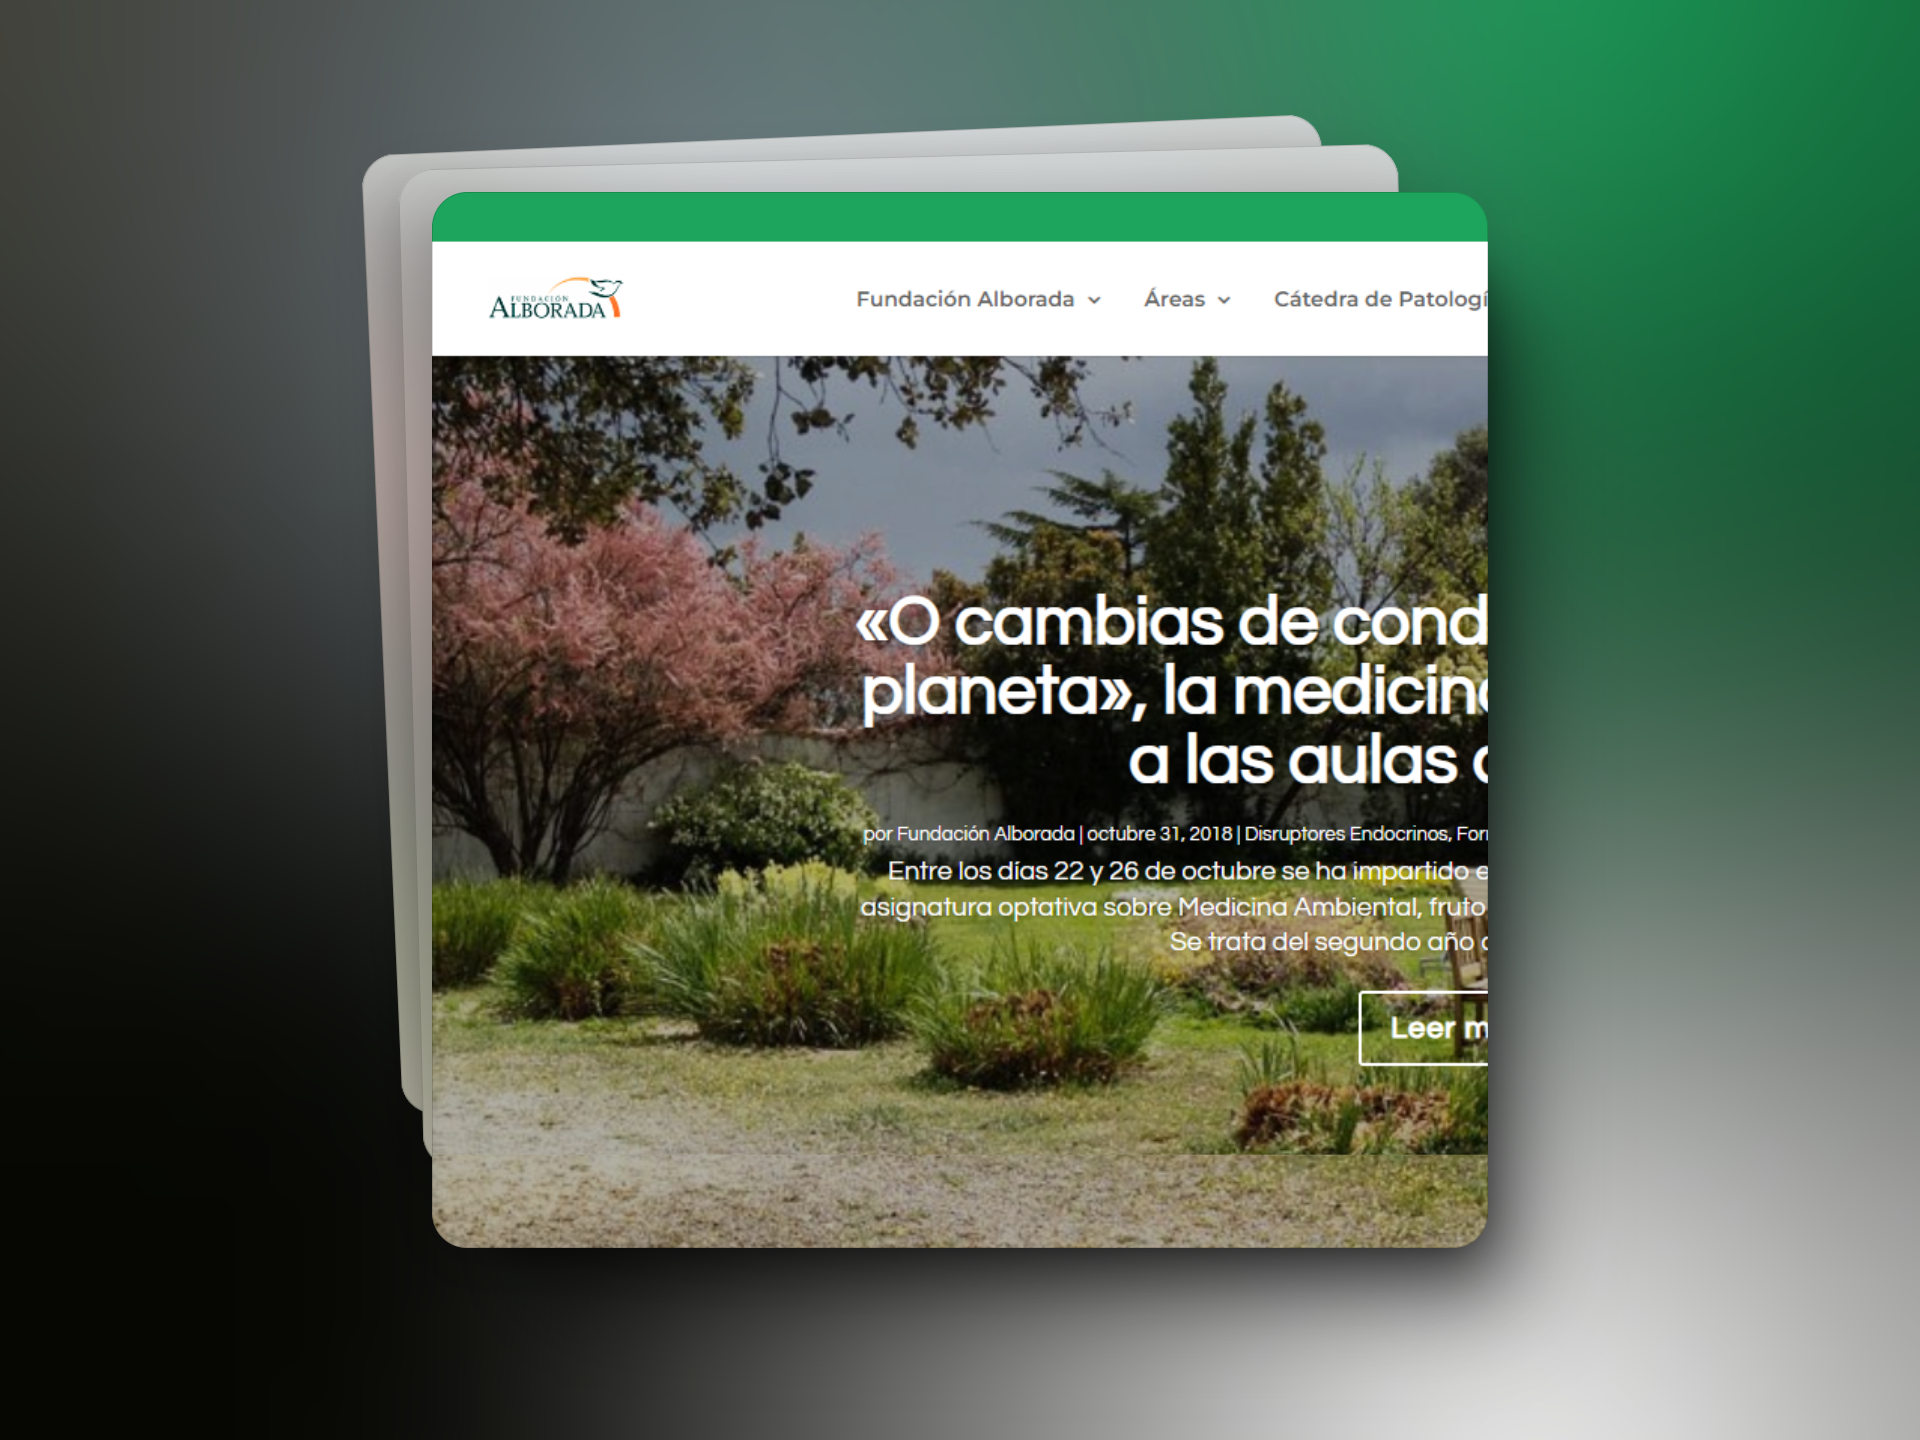 FUNDACIÓN
ALBORADA
Fundación Alborada
Áreas
Cátedra de Patologí
«O cambias de cond
planeta», la medicin
a las aulas
por Fundación Alborada | octubre 31, 2018 | Disruptores Endocrinos, For
Entre los días 22 y 26 de octubre se ha impartido e
asignatura optativa sobre Medicina Ambiental, fruto
Se trata del segundo año
Leer m